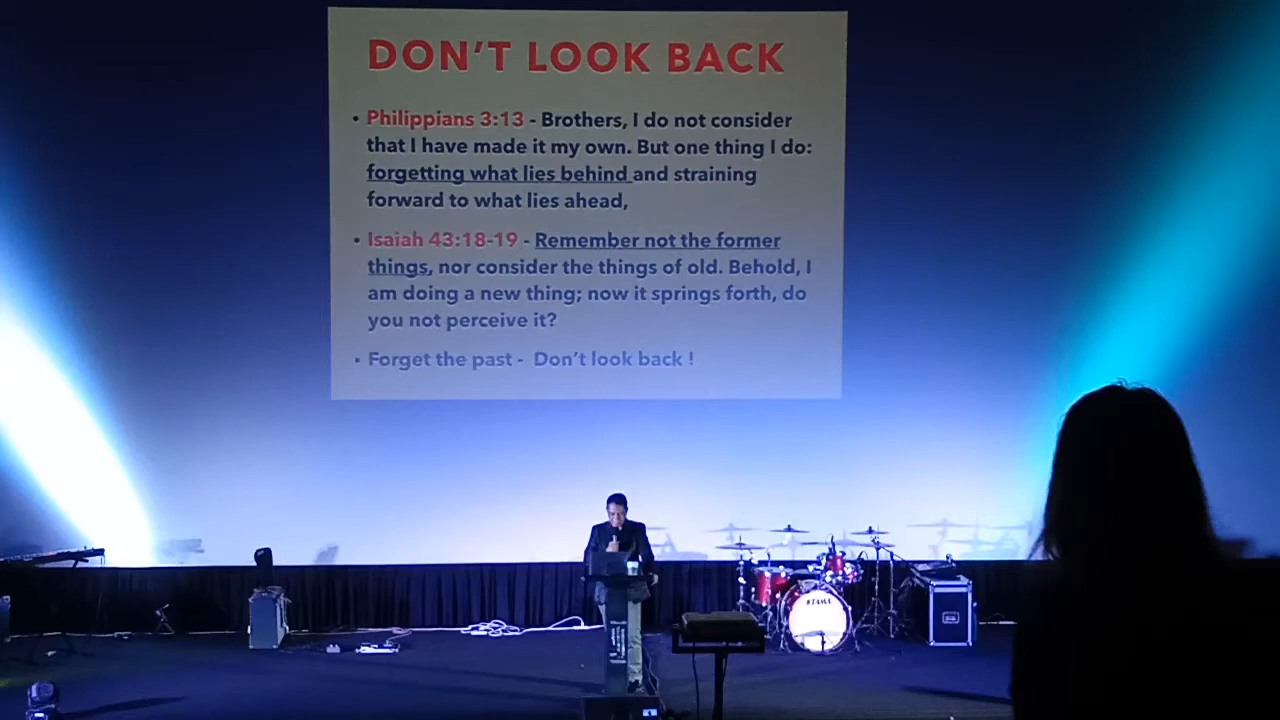 DON'T LOOK BACK
• Philippians 3:13 - Brothers, I do not consider
that I have made it my own. But one thing I do:
forgetting what lies behind and straining
forward to what lies ahead,
• Isaiah 43:18-19 - Remember not the former
things, nor consider the things of old. Behold, I
am doing a new thing; now it springs forth, do
you not perceive it?
• Forget the past - Don't look back !
TAMA